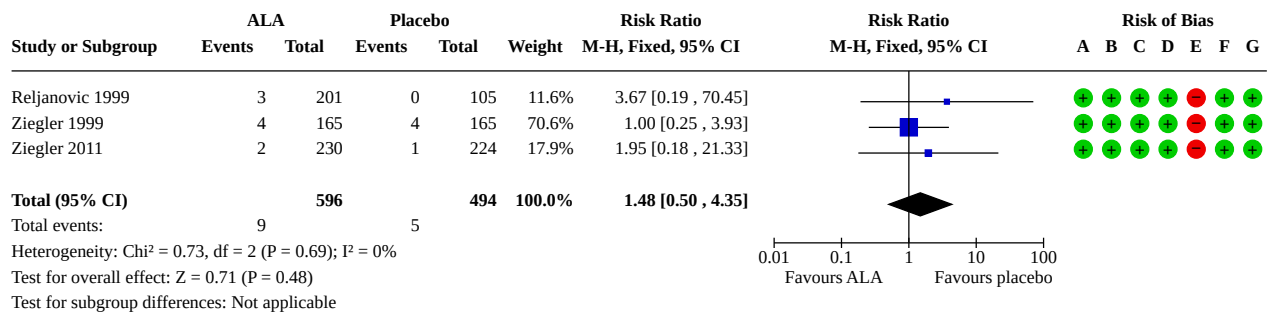 ALA Placebo Risk Ratio Risk Ratio Risk of Bias
Study or Subgroup Events Total Events Total Weight M-H, Fixed, 95% CI M-H, Fixed, 95% CI A B C D E F G
Reljanovic 1999 3 201 0 105 11.6% 3.67 [0.19 , 70.45] + + + + − + +
Ziegler 1999 4 165 4 165 70.6% 1.00 [0.25 , 3.93] + + + + − + +
Ziegler 2011 2 230 1 224 17.9% 1.95 [0.18 , 21.33] + + + + − + +
Total (95% CI) 596 494 100.0% 1.48 [0.50 , 4.35]
Total events: 9 5
Heterogeneity: Chi² = 0.73, df = 2 (P = 0.69); I² = 0%
0.01 0.1 1 10 100
Test for overall effect: Z = 0.71 (P = 0.48) Favours ALA Favours placebo
Test for subgroup differences: Not applicable